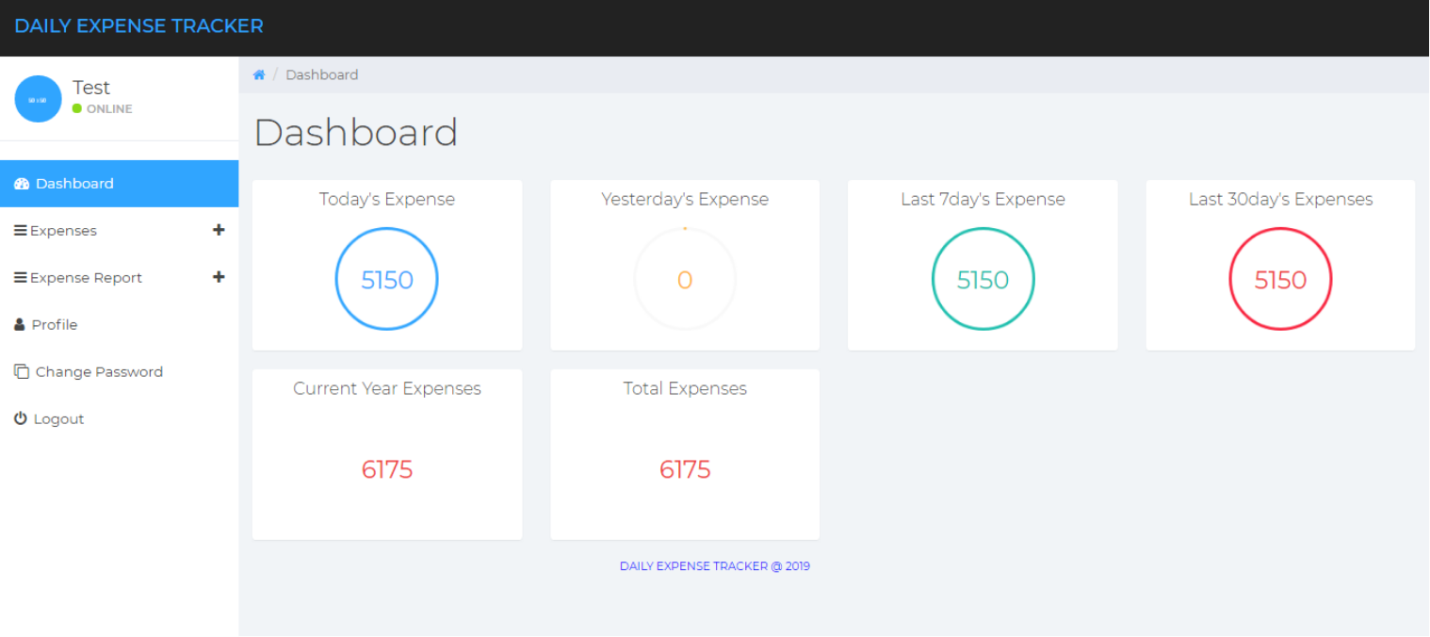 DAILY EXPENSE TRACKER
Test
ONLINE
Dashboard
Expenses
Expense Report
Profile
Change Password
Logout
/ Dashboard
Dashboard
Today's Expense
5150
Yesterday's Expense
0
Last 7day's Expense
5150
Last 30day's Expenses
5150
Current Year Expenses
6175
Total Expenses
6175
DAILY EXPENSE TRACKER @ 2019